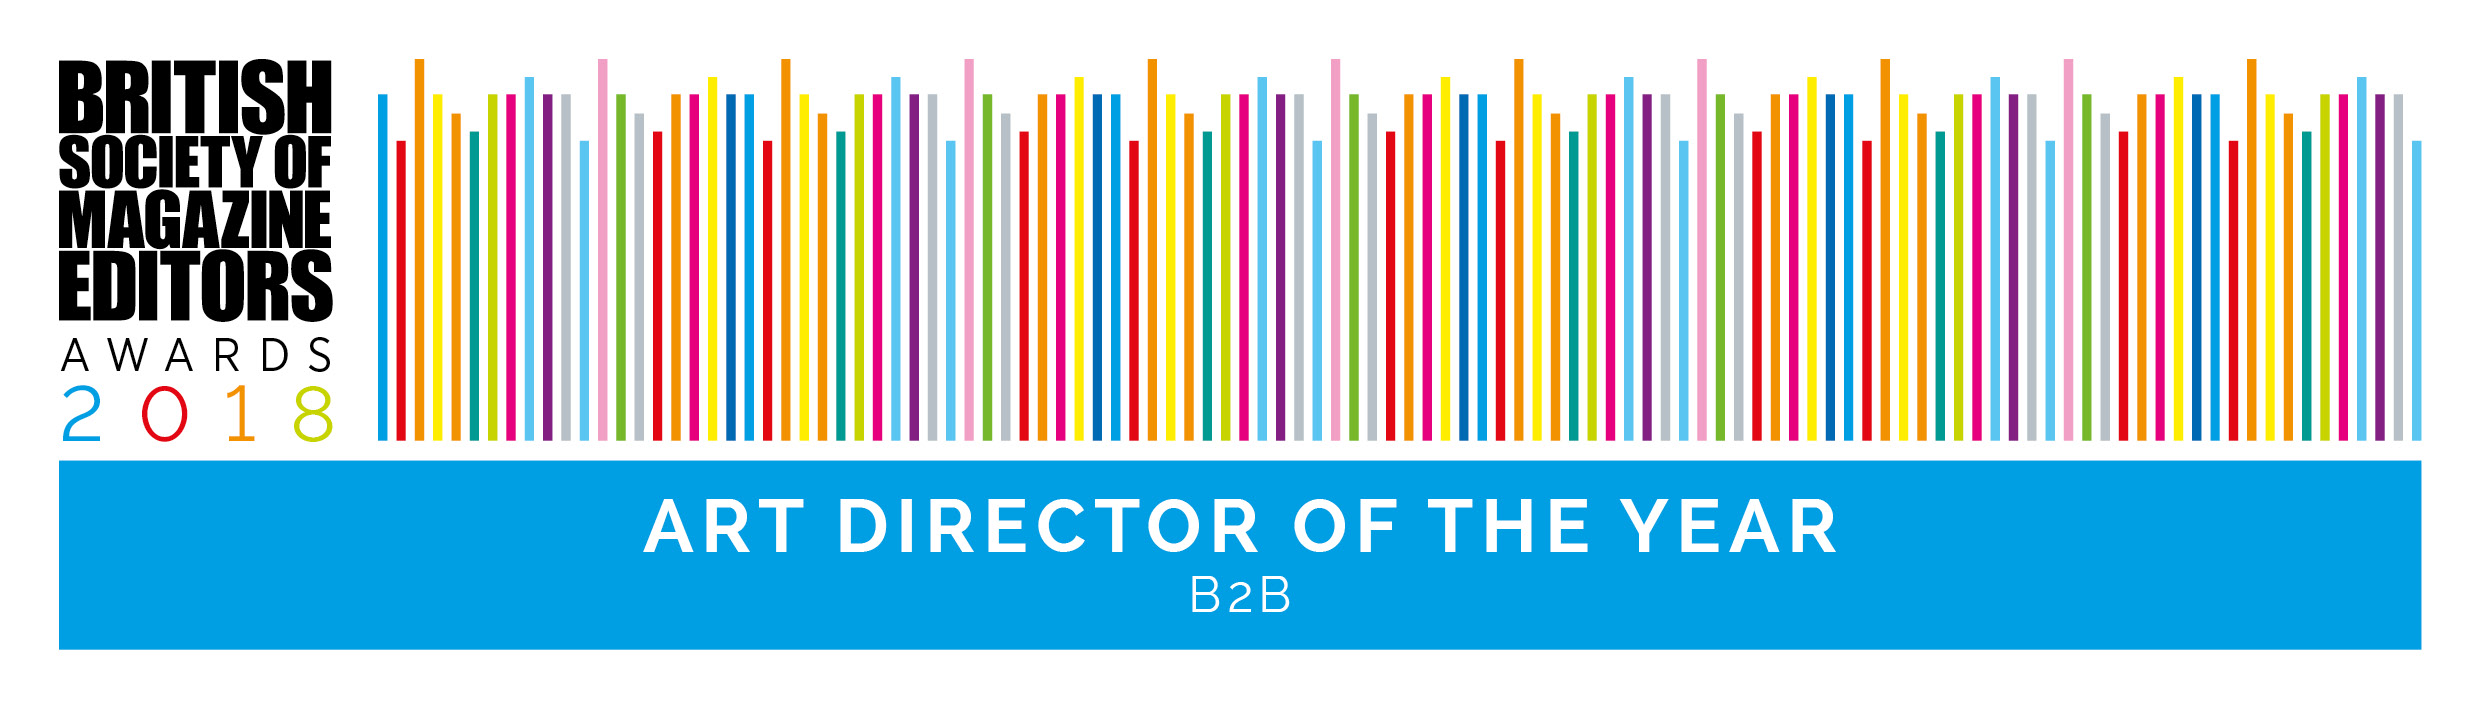 BRITISH
SOCIETY OF
MAGAZINE
EDITORS
AWARDS
2018
ART DIRECTOR OF THE YEAR
B2B